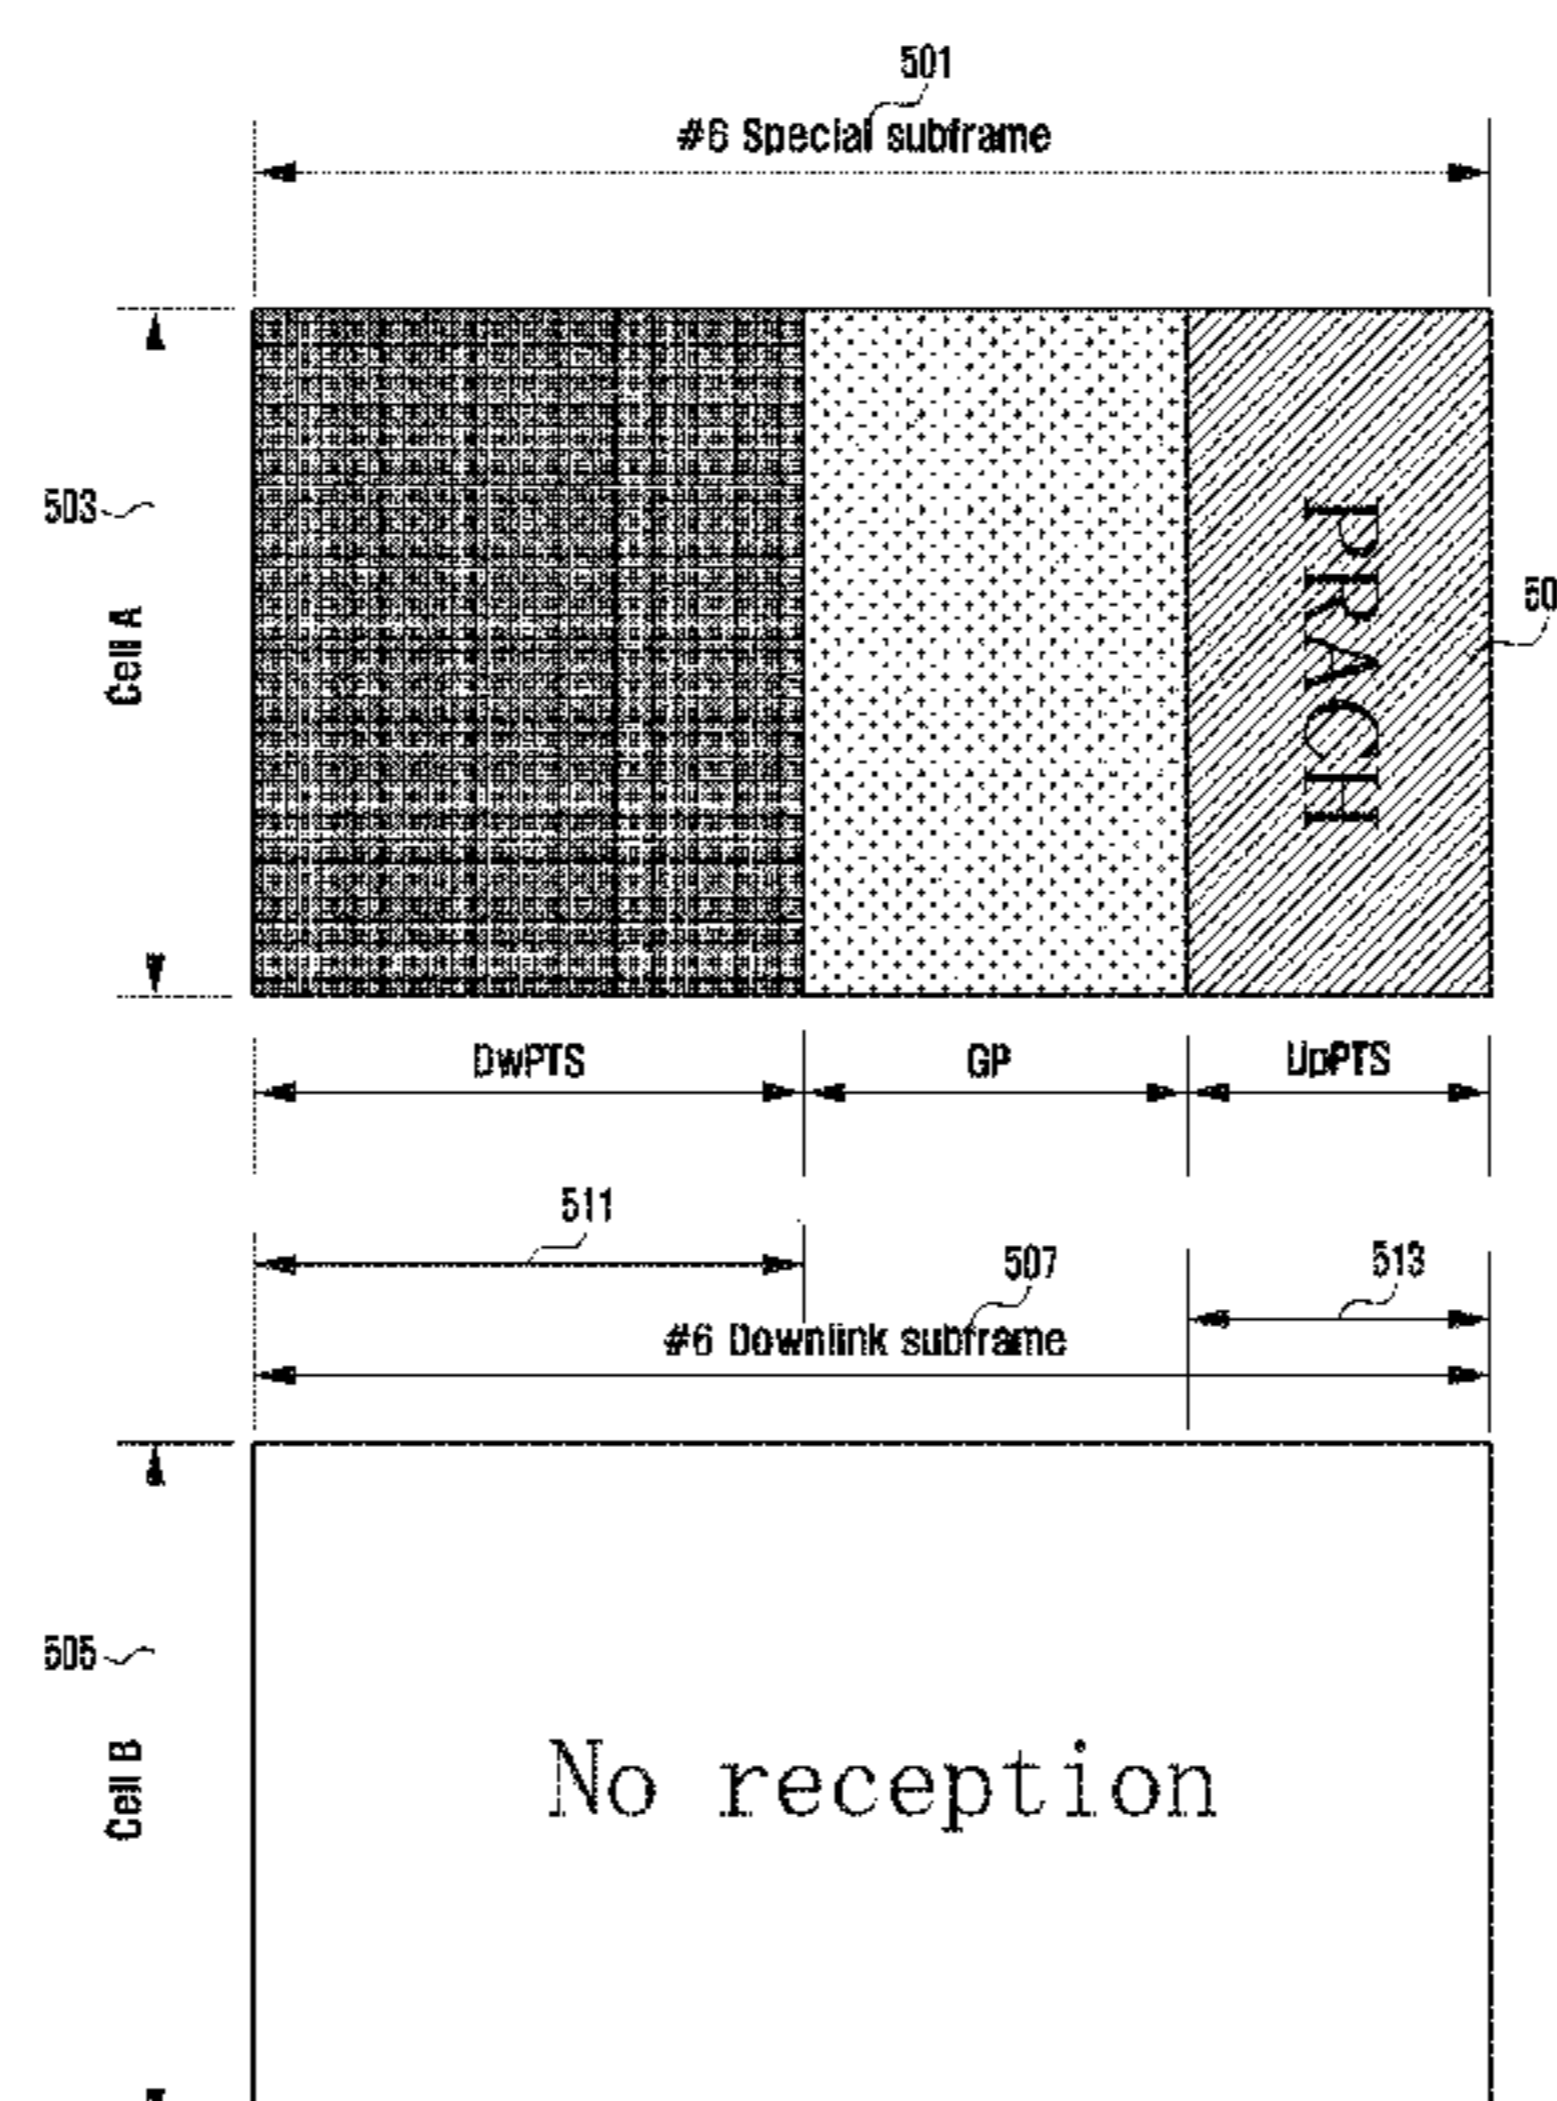 501
#6 Special subframe
503
Cell A
PRACH
50
DwPTS
GP
UpPTS
511
507
513
#6 Downlink subframe
505
Cell B
No reception